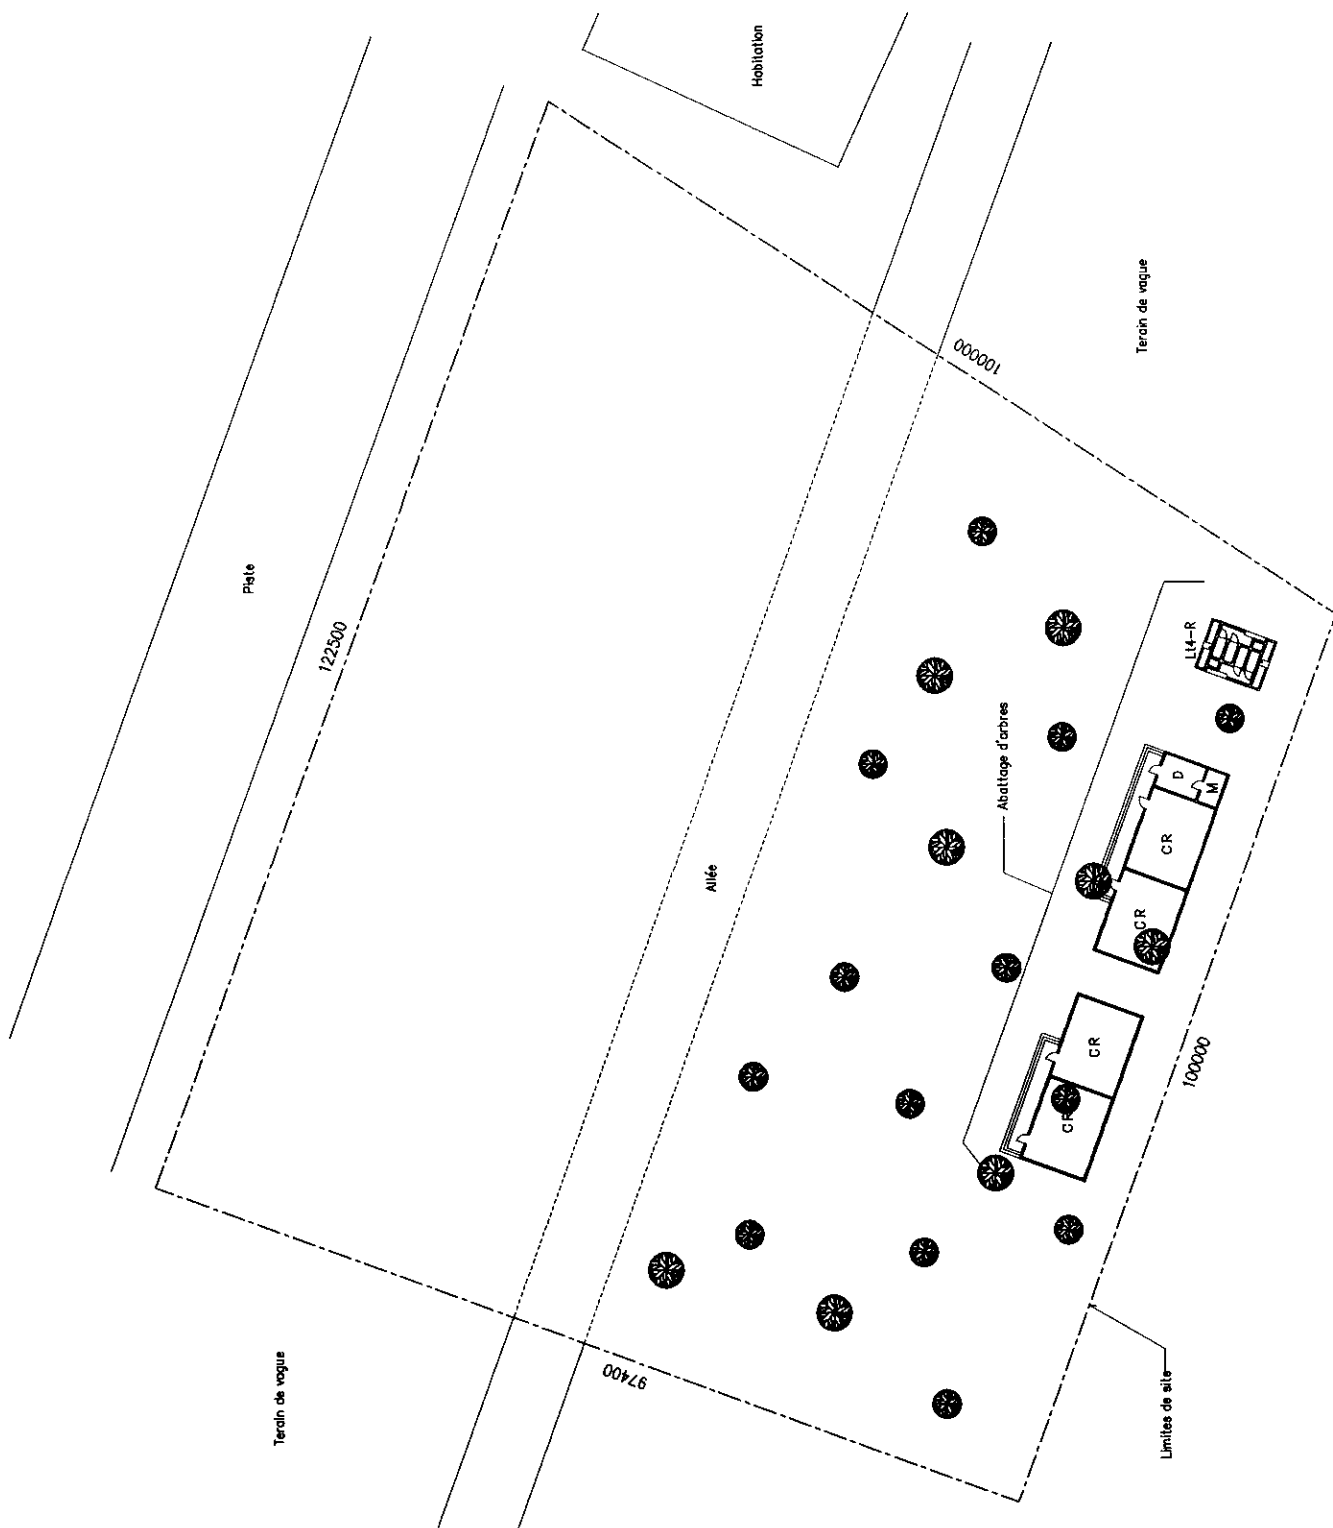 Habitation
Piste
122500
100000
Terain de vague
Allée
Abattage d'arbres
Lt4-R
D
M
CR
CR
CR
CR
100000
97400
Terain de vague
Limites de site